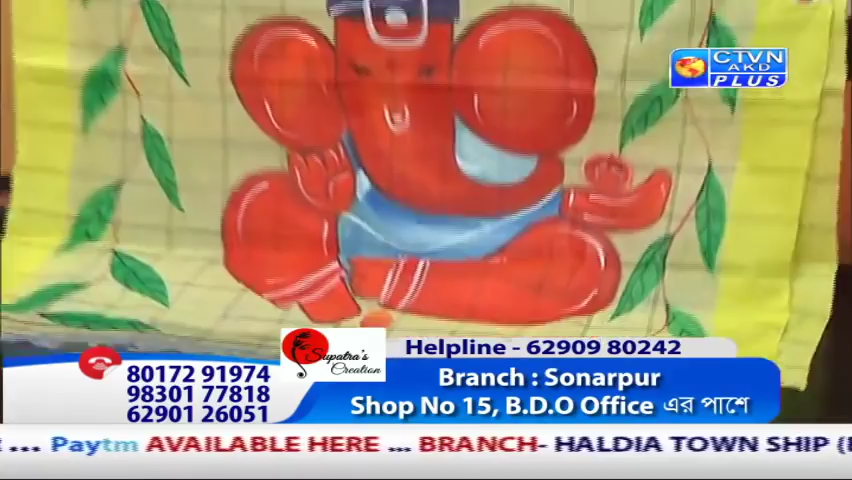 CTVN
AKD
PLUS
Supatra's
Creation
Helpline - 62909 80242
80172 91974
98301 77818
62901 26051
Branch : Sonarpur
Shop No 15, B.D.O Office এর পাশে
... Paytm AVAILABLE HERE ... BRANCH- HALDIA TOWN SHIP (